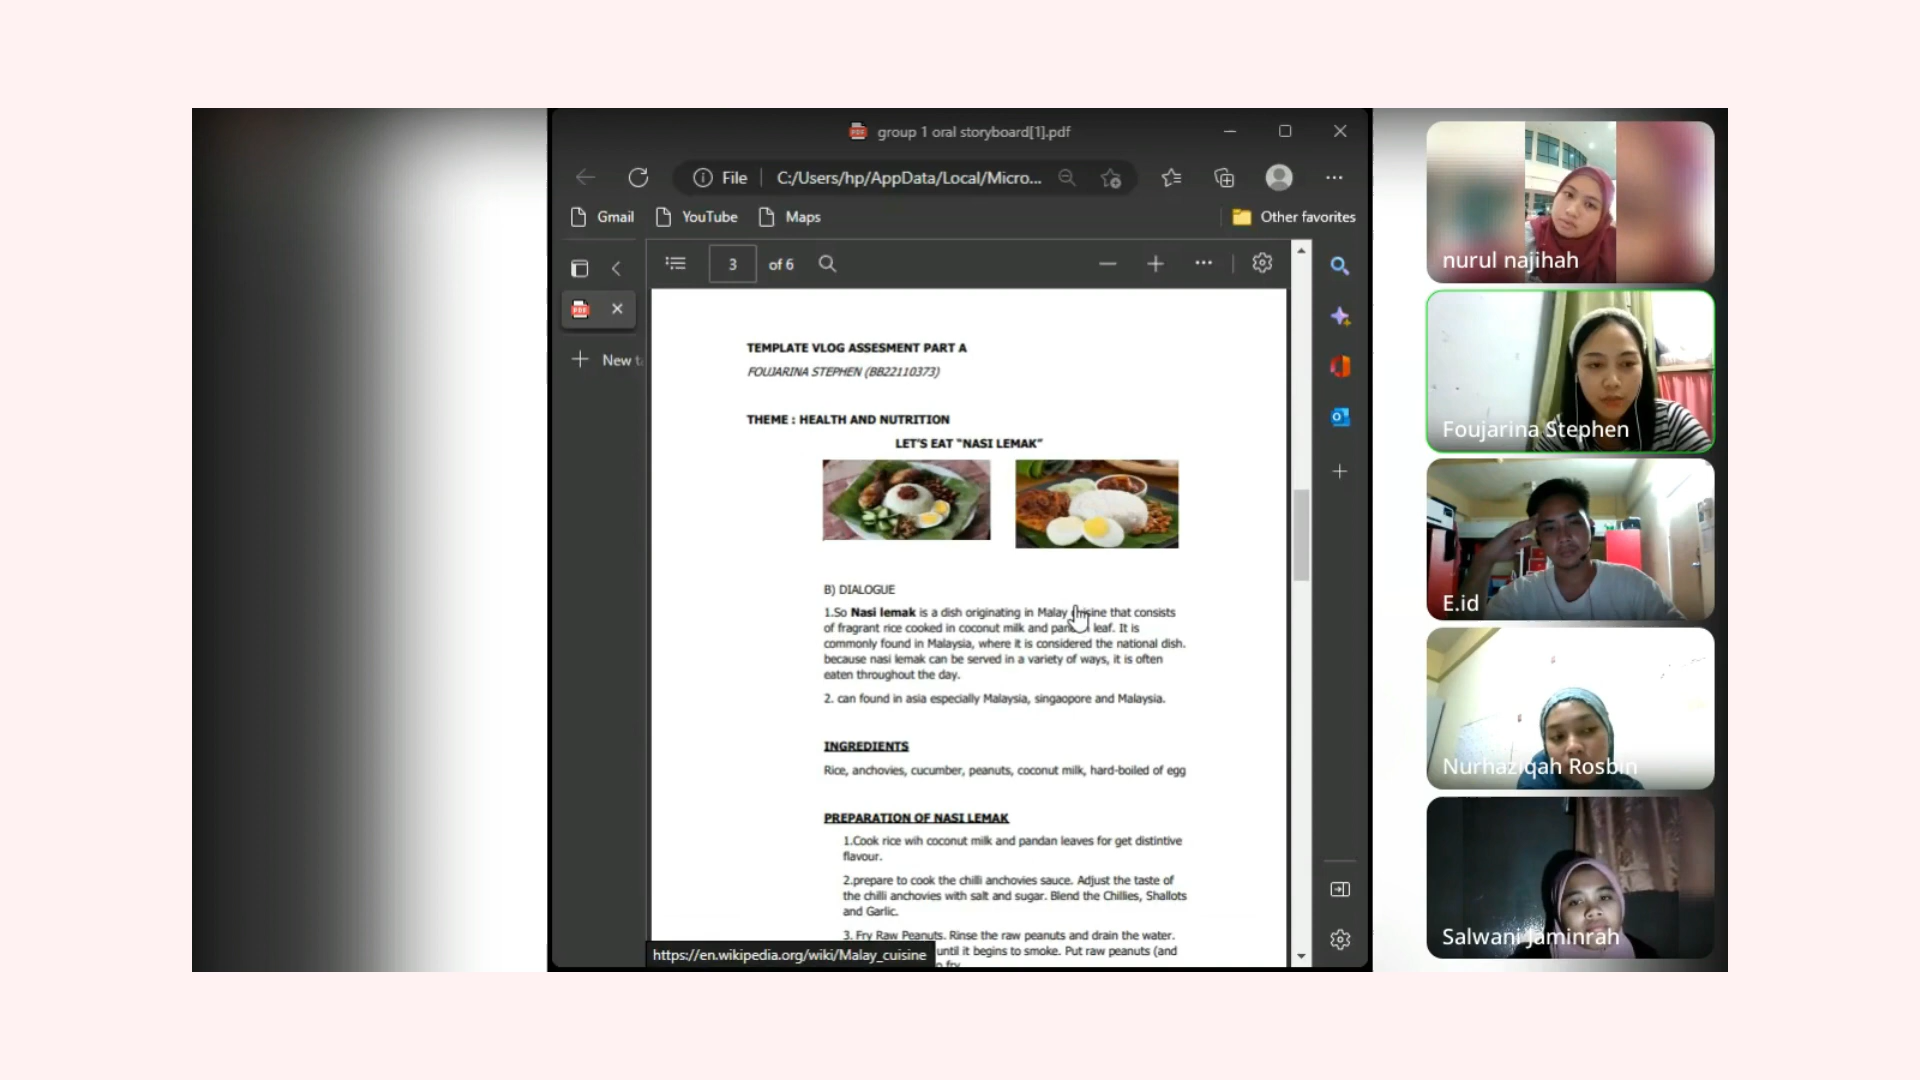 group 1 oral storyboard[1].pdf
File
C:/Users/hp/AppData/Local/Micro...
Gmail
YouTube
Maps
Other favorites
3
of 6
New
TEMPLATE VLOG ASSESMENT PART A
FOUJARINA STEPHEN (BB22110373)
THEME : HEALTH AND NUTRITION
LET'S EAT "NASI LEMAK"
B) DIALOGUE
1.So Nasi lemak is a dish originating in Malay cuisine that consists
of fragrant rice cooked in coconut milk and pandan leaf. It is
commonly found in Malaysia, where it is considered the national dish.
because nasi lemak can be served in a variety of ways, it is often
eaten throughout the day.
2. can found in asia especially Malaysia, singaopore and Malaysia.
INGREDIENTS
Rice, anchovies, cucumber, peanuts, coconut milk, hard-boiled of egg
PREPARATION OF NASI LEMAK
1.Cook rice wih coconut milk and pandan leaves for get distintive
flavour.
2.prepare to cook the chilli anchovies sauce. Adjust the taste of
the chilli anchovies with salt and sugar. Blend the Chillies, Shallots
and Garlic.
3. Fry Raw Peanuts. Rinse the raw peanuts and drain the water.
until it begins to smoke. Put raw peanuts (and
https://en.wikipedia.org/wiki/Malay_cuisine
nurul najihah
Foujarina Stephen
E.id
Nurhaziqah Rosbin
Salwani Jaminrah